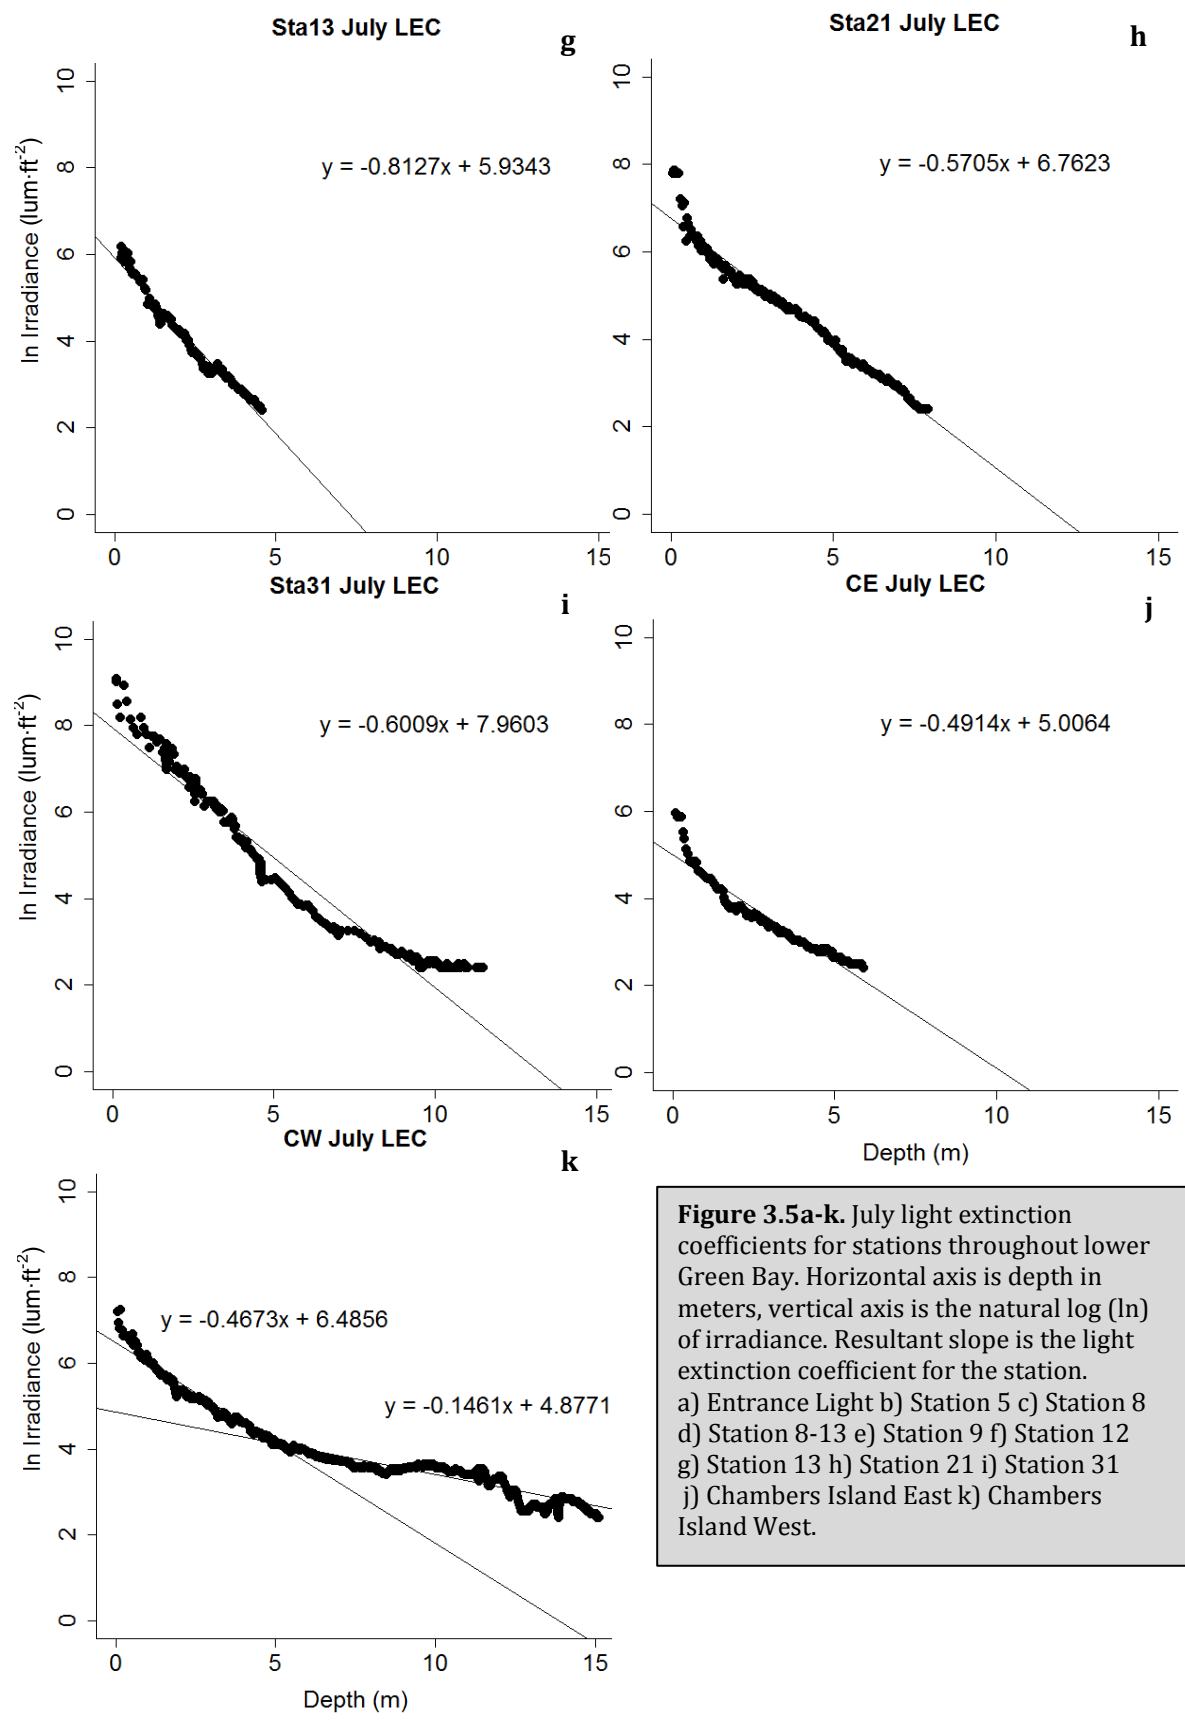 Sta13 July LEC
g
10
8
6
4
2
0
ln Irradiance (lum·ft-2)
y = -0.8127x + 5.9343
0 5 10 15
Sta21 July LEC
h
10
8
6
4
2
0
y = -0.5705x + 6.7623
0 5 10 15
Sta31 July LEC
i
10
8
6
4
2
0
ln Irradiance (lum·ft-2)
y = -0.6009x + 7.9603
0 5 10 15
CE July LEC
j
10
8
6
4
2
0
y = -0.4914x + 5.0064
0 5 10 15
Depth (m)
CW July LEC
k
10
8
6
4
2
0
ln Irradiance (lum·ft-2)
y = -0.4673x + 6.4856
y = -0.1461x + 4.8771
0 5 10 15
Depth (m)
Figure 3.5a-k. July light extinction
coefficients for stations throughout lower
Green Bay. Horizontal axis is depth in
meters, vertical axis is the natural log (ln)
of irradiance. Resultant slope is the light
extinction coefficient for the station.
a) Entrance Light b) Station 5 c) Station 8
d) Station 8-13 e) Station 9 f) Station 12
g) Station 13 h) Station 21 i) Station 31
j) Chambers Island East k) Chambers
Island West.